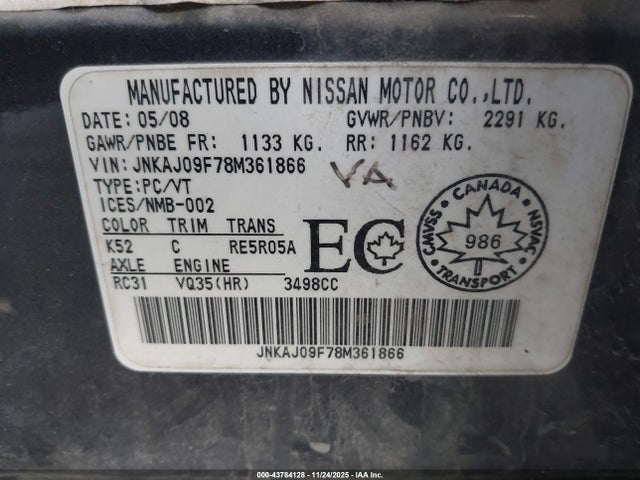 MANUFACTURED BY NISSAN MOTOR CO.,LTD.
DATE: 05/08 GVWR/PNBV: 2291 KG.
GAWR/PNBE FR: 1133 KG. RR: 1162 KG.
VIN: JNKAJ09F78M361866
VA
TYPE:PC/VT
ICES/NMB-002
COLOR TRIM TRANS
K52 C RE5R05A
AXLE ENGINE
RC31 VQ35(HR) 3498CC
EC
CANADA
CMVSS NSVAC
986
TRANSPORT
JNKAJ09F78M361866
000-43784128 - 11/24/2025 - IAA Inc.